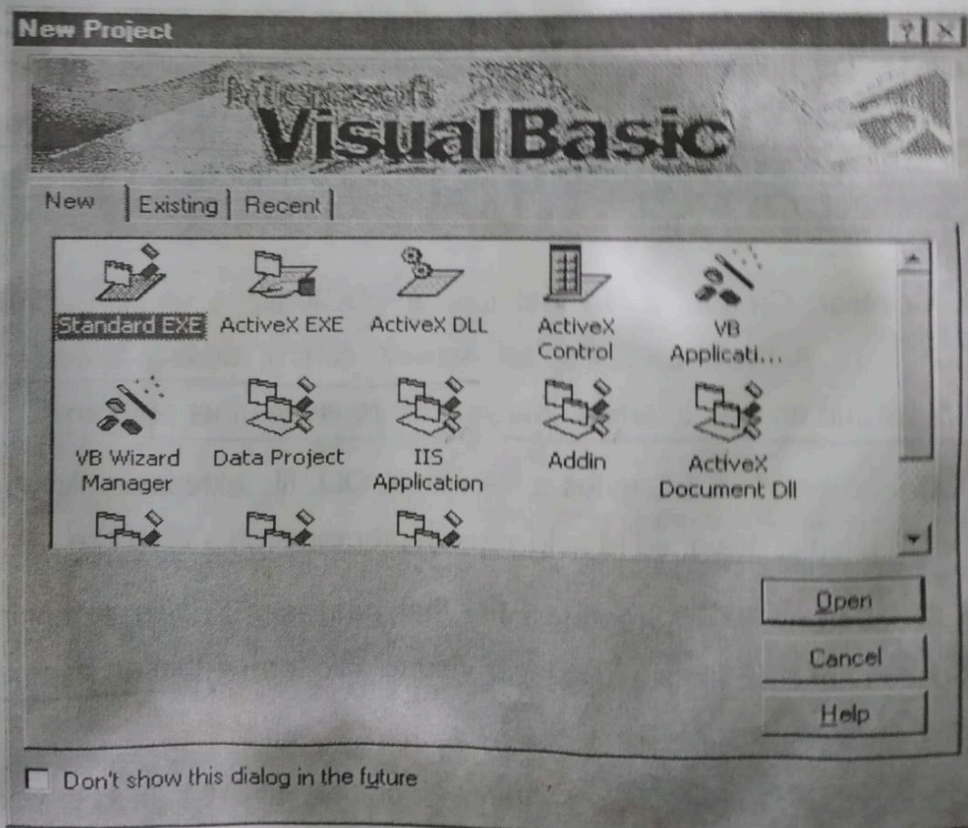 New Project
Microsoft
Visual Basic
New Existing Recent
Standard EXE ActiveX EXE ActiveX DLL ActiveX Control VB Applicati...
VB Wizard Manager Data Project IIS Application Addin ActiveX Document Dll
Open
Cancel
Help
Don't show this dialog in the future